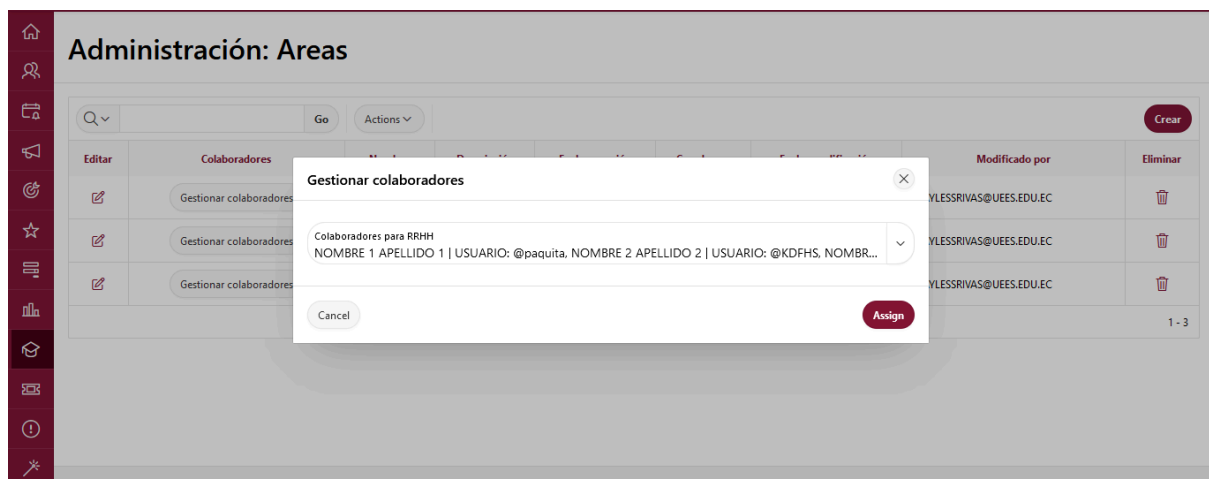 Administración: Areas
Go Actions Crear
Editar Colaboradores Modificado por Eliminar
Gestionar colaboradores
Gestionar colaboradores
Gestionar colaboradores
YLESSRIVAS@UEES.EDU.EC
YLESSRIVAS@UEES.EDU.EC
YLESSRIVAS@UEES.EDU.EC
1 - 3
Gestionar colaboradores
Colaboradores para RRHH
NOMBRE 1 APELLIDO 1 | USUARIO: @paquita, NOMBRE 2 APELLIDO 2 | USUARIO: @KDFHS, NOMBR...
Cancel Assign